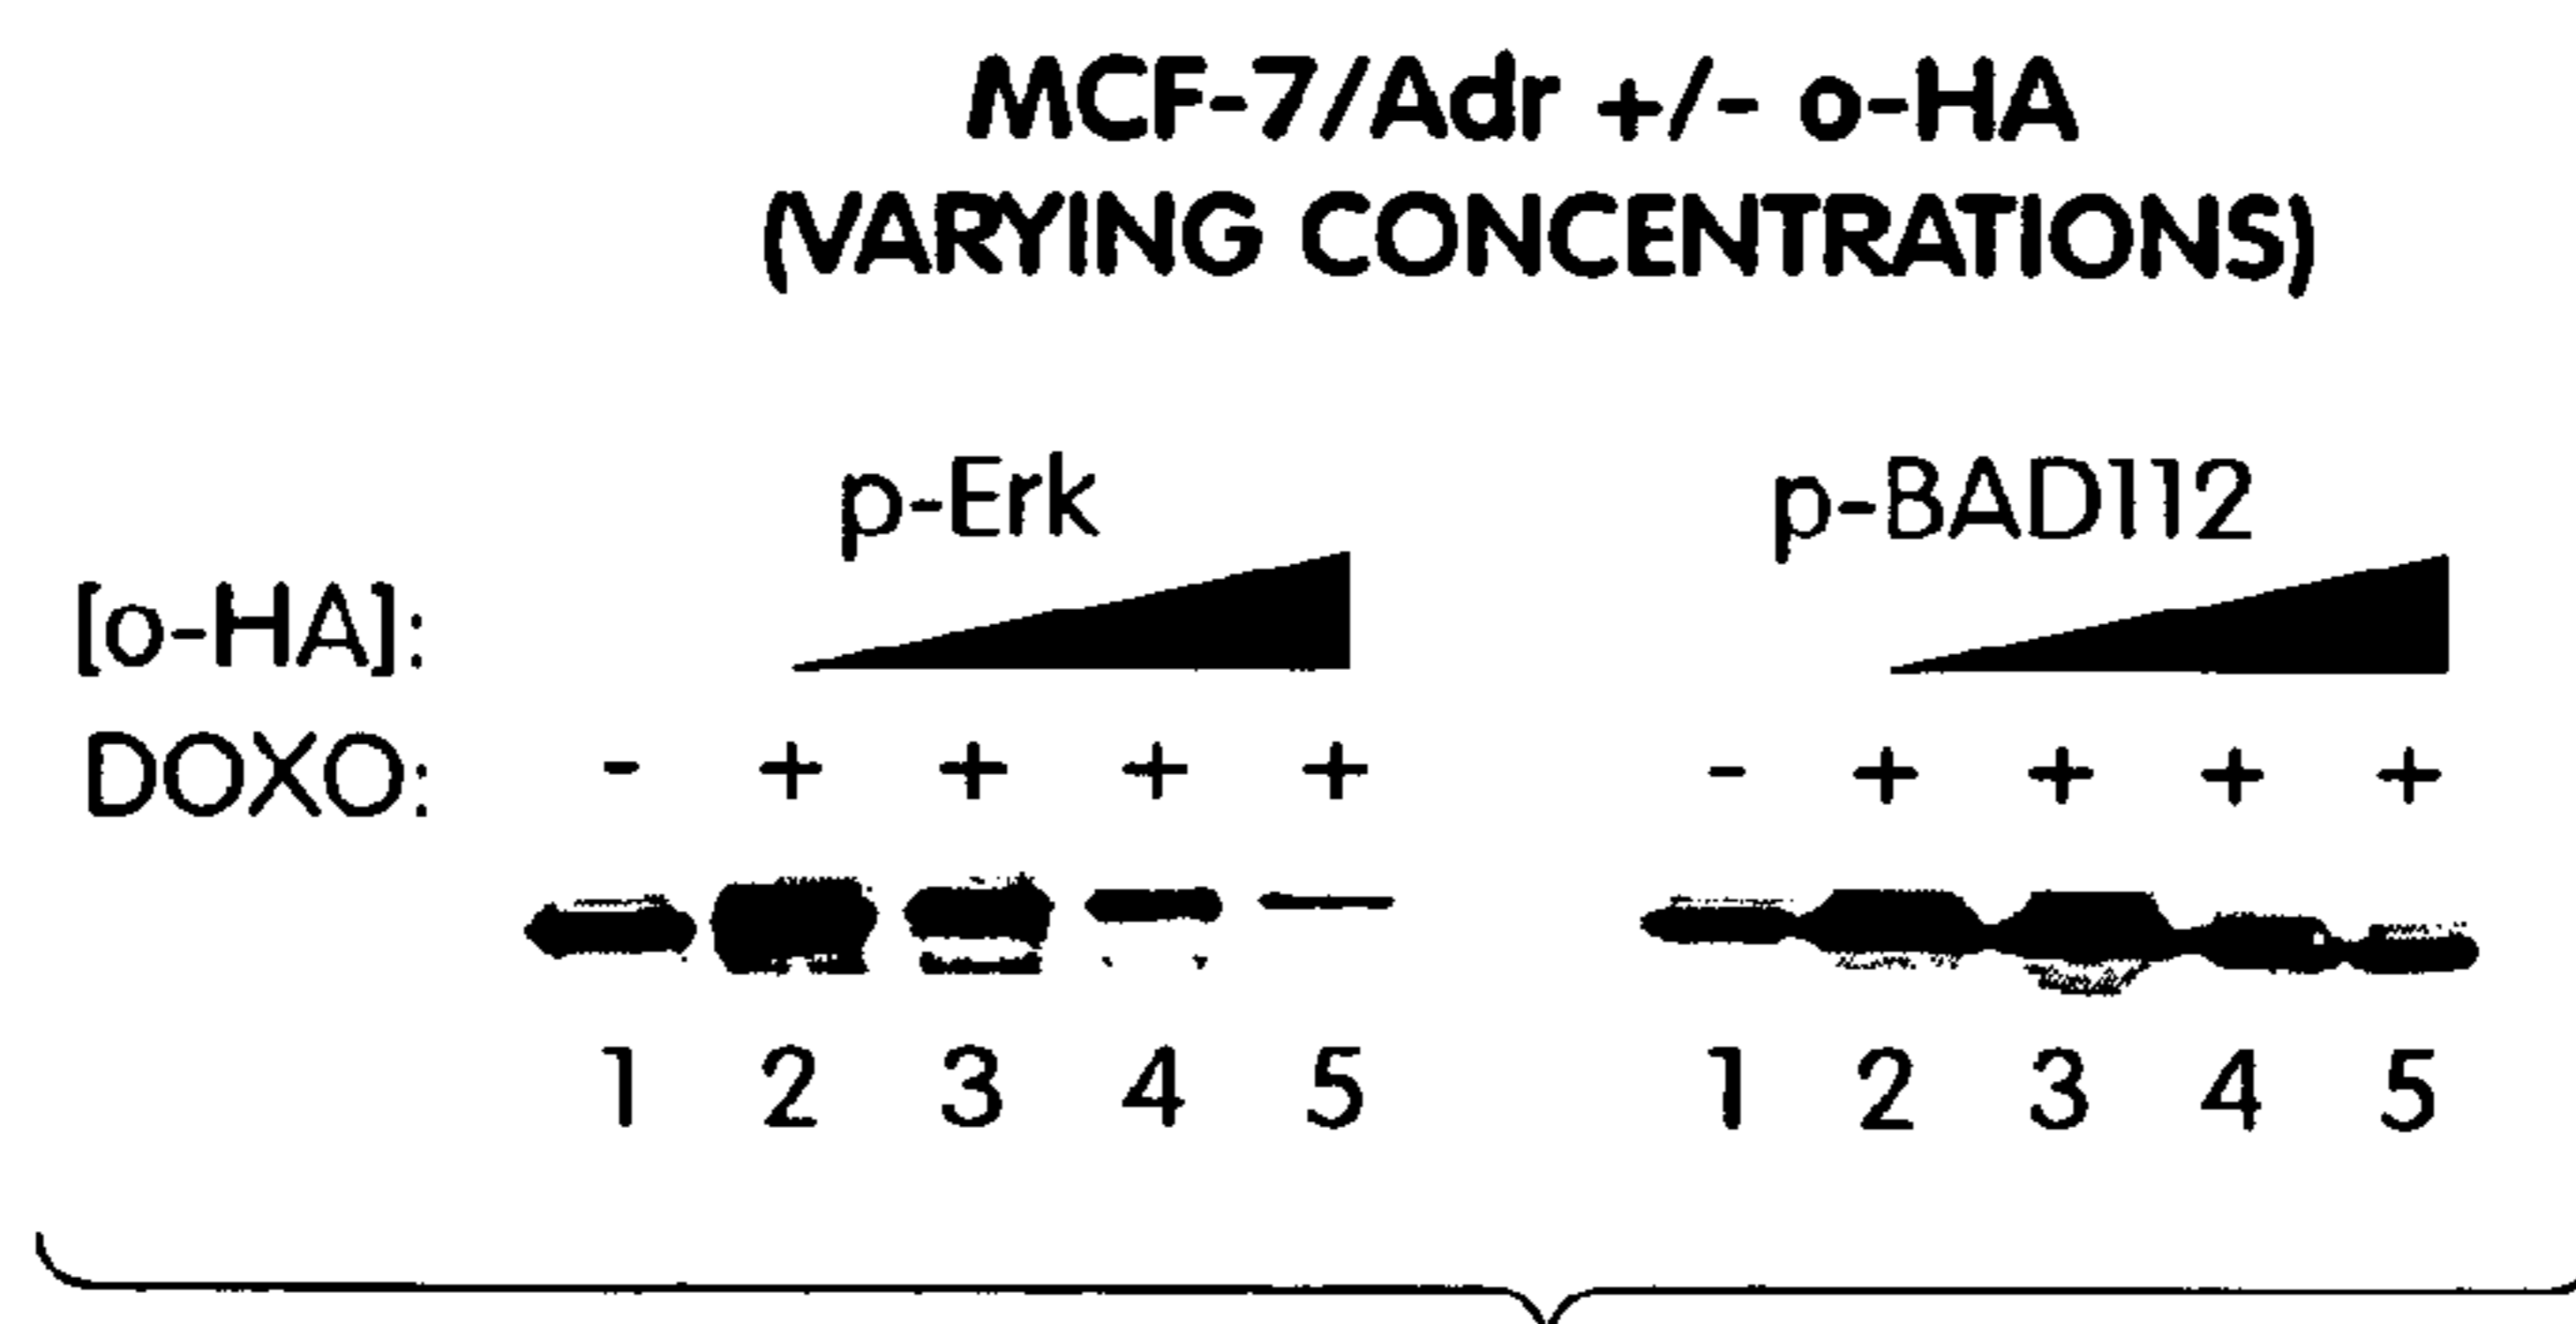 MCF-7/Adr +/- o-HA
(VARYING CONCENTRATIONS)
p-Erk p-BAD112
[o-HA]:
DOXO: - + + + + - + + + +
1 2 3 4 5 1 2 3 4 5